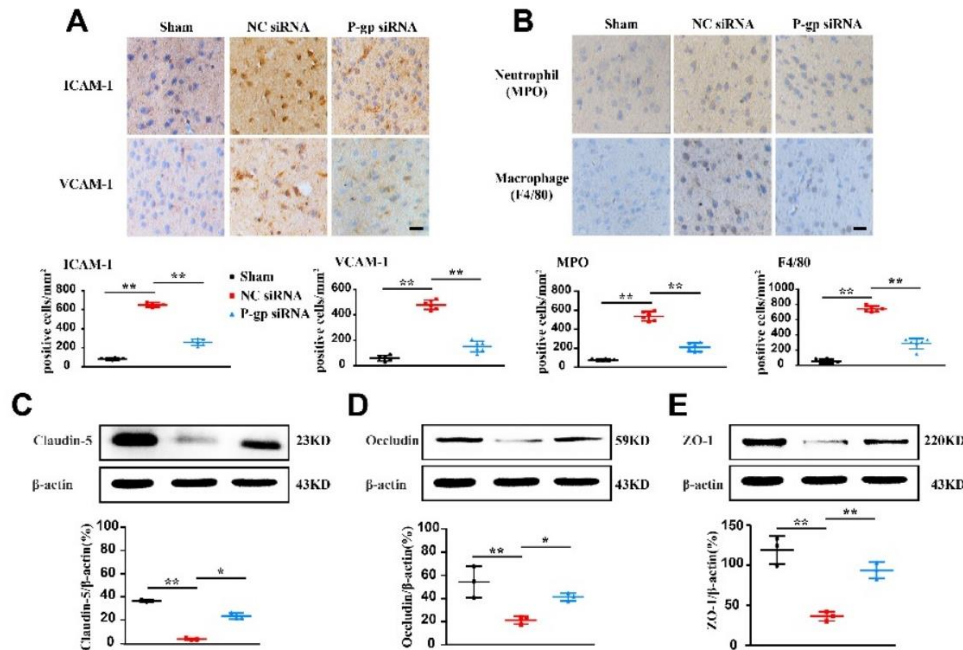 A
B
Sham NC siRNA P-gp siRNA
Sham NC siRNA P-gp siRNA
ICAM-1
VCAM-1
Neutrophil
(MPO)
Macrophage
(F4/80)
ICAM-1
positive cells/mm²
800
600
400
200
0
** **
Sham
NC siRNA
P-gp siRNA
VCAM-1
positive cells/mm²
600
400
200
0
** **
MPO
positive cells/mm²
800
600
400
200
0
** **
F4/80
positive cells/mm²
1000
800
600
400
200
0
** **
C
Claudin-5 23KD
β-actin 43KD
Claudin-5/β-actin(%)
100
80
60
40
20
0
** *
D
Occludin 59KD
β-actin 43KD
Occludin/β-actin(%)
100
80
60
40
20
0
** *
E
ZO-1 220KD
β-actin 43KD
ZO-1/β-actin(%)
150
100
50
0
** **